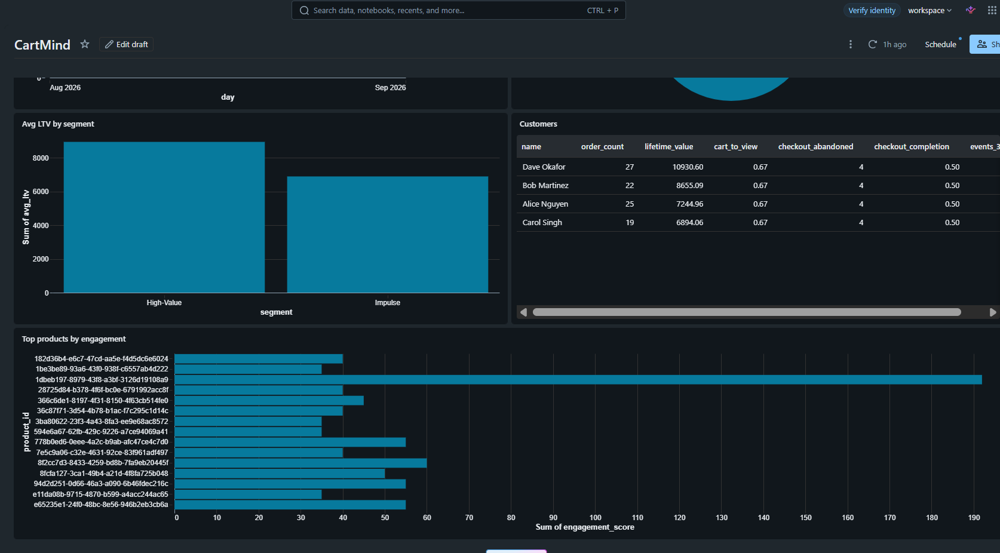 Search data, notebooks, recents, and more... CTRL + P
Verify identity workspace
CartMind Edit draft 1h ago Schedule
0
Aug 2026 Sep 2026
day
Avg LTV by segment
8000
6000
4000
2000
0
Sum of avg_ltv
High-Value Impulse
segment
Customers
name order_count lifetime_value cart_to_view checkout_abandoned checkout_completion events_3
Dave Okafor 27 10930.60 0.67 4 0.50
Bob Martinez 22 8655.09 0.67 4 0.50
Alice Nguyen 25 7244.96 0.67 4 0.50
Carol Singh 19 6894.06 0.67 4 0.50
Top products by engagement
product_id
182d36b4-e6c7-47cd-aa5e-f4d5dc6e6024
1be3be89-93a6-43f0-938f-c6557ab4d222
1dbeb197-8979-43f8-a3bf-3126d19108a9
28725d84-b378-4f6f-bc0e-6791992acc8f
366c6de1-8197-4f31-8150-4f63cb514fe0
36c87f71-3d54-4b78-b1ac-f7c295c1d14c
3ba80622-23f3-4a43-8fa3-ee9e68ac8572
594e6a67-62fb-429c-9226-a7ce94069a41
778b0ed6-0eee-4a2c-b9ab-afc47ce4c7d0
7e5c9a06-c32e-4631-92ce-83f961adf497
8f2cc7d3-8433-4259-bd8b-7fa9eb20445f
8fcfa127-3ca1-49b4-a21d-4f8fa725b048
94d2d251-0d66-46a3-a090-6b46fdec216c
e11da08b-9715-4870-b599-a4acc244ac65
e65235e1-24f0-48bc-8e56-946b2eb3cb6a
0 10 20 30 40 50 60 70 80 90 100 110 120 130 140 150 160 170 180 190
Sum of engagement_score